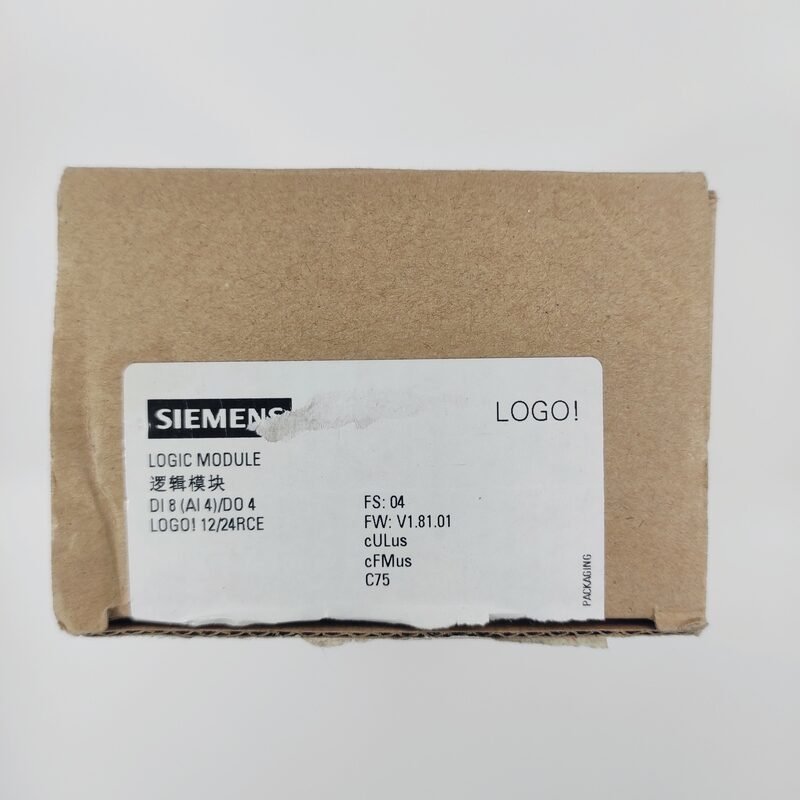 SIEMENS
LOGO!
LOGIC MODULE
逻辑模块
DI 8 (AI 4)/DO 4
LOGO! 12/24RCE
FS: 04
FW: V1.81.01
cULus
cFMus
C75
PACKAGING